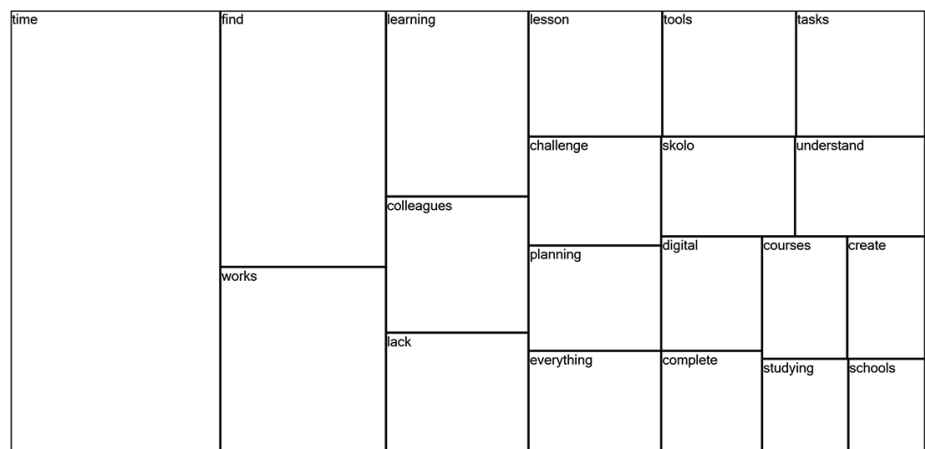 time
find
learning
lesson
tools
tasks
challenge
skolo
understand
colleagues
digital
courses
create
planning
works
lack
everything
complete
studying
schools